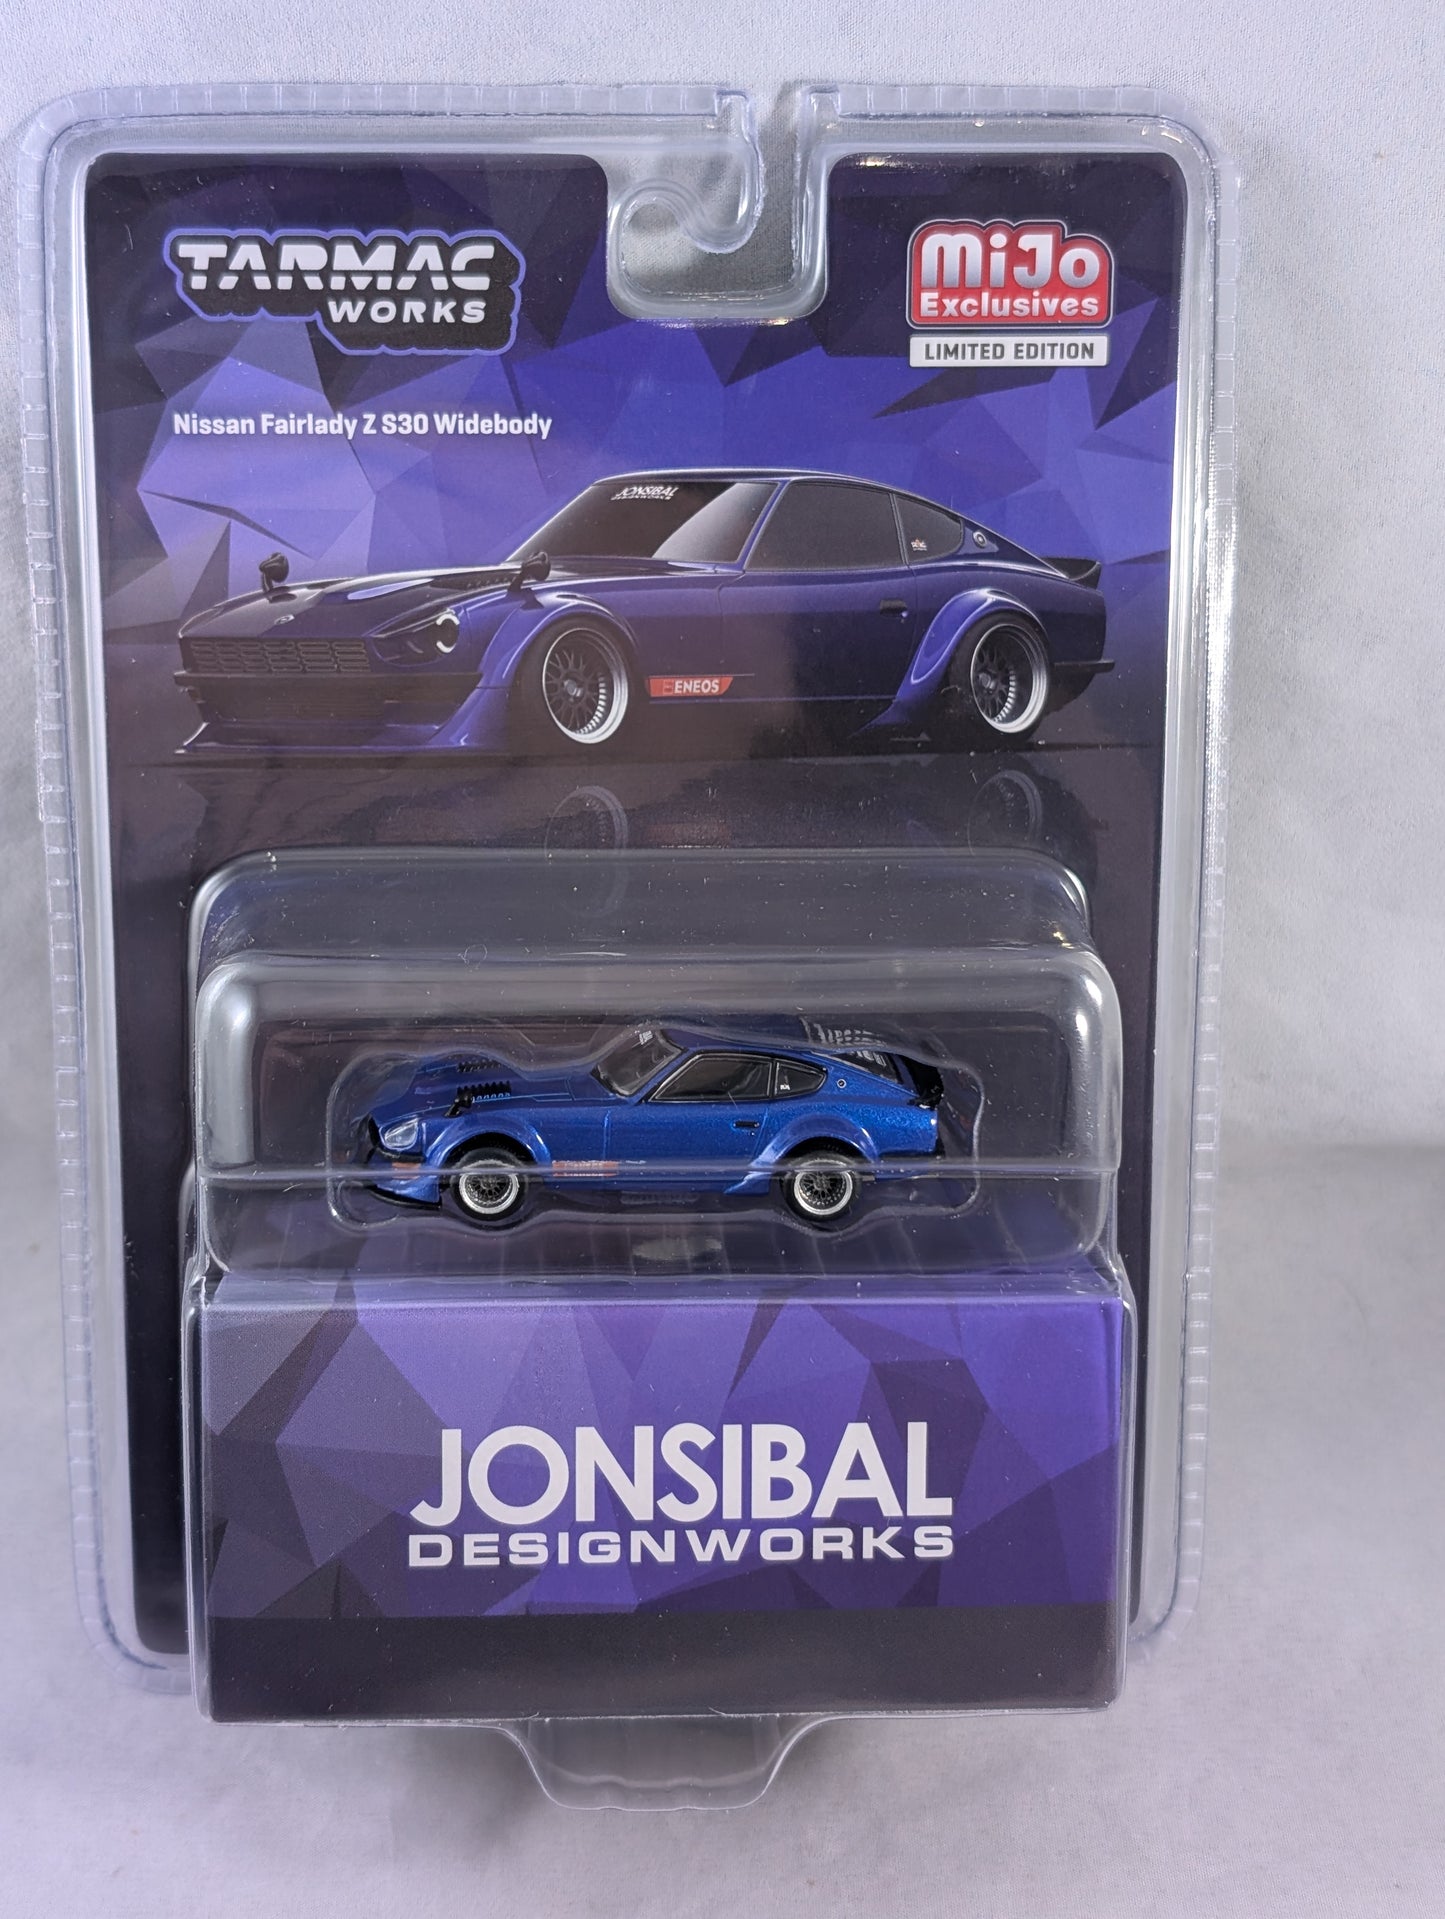 TARMAC
WORKS
MiJo
Exclusives
LIMITED EDITION
Nissan Fairlady Z S30 Widebody
JONSIBAL
DESIGNWORKS
ENEOS
JONSIBAL
DESIGNWORKS